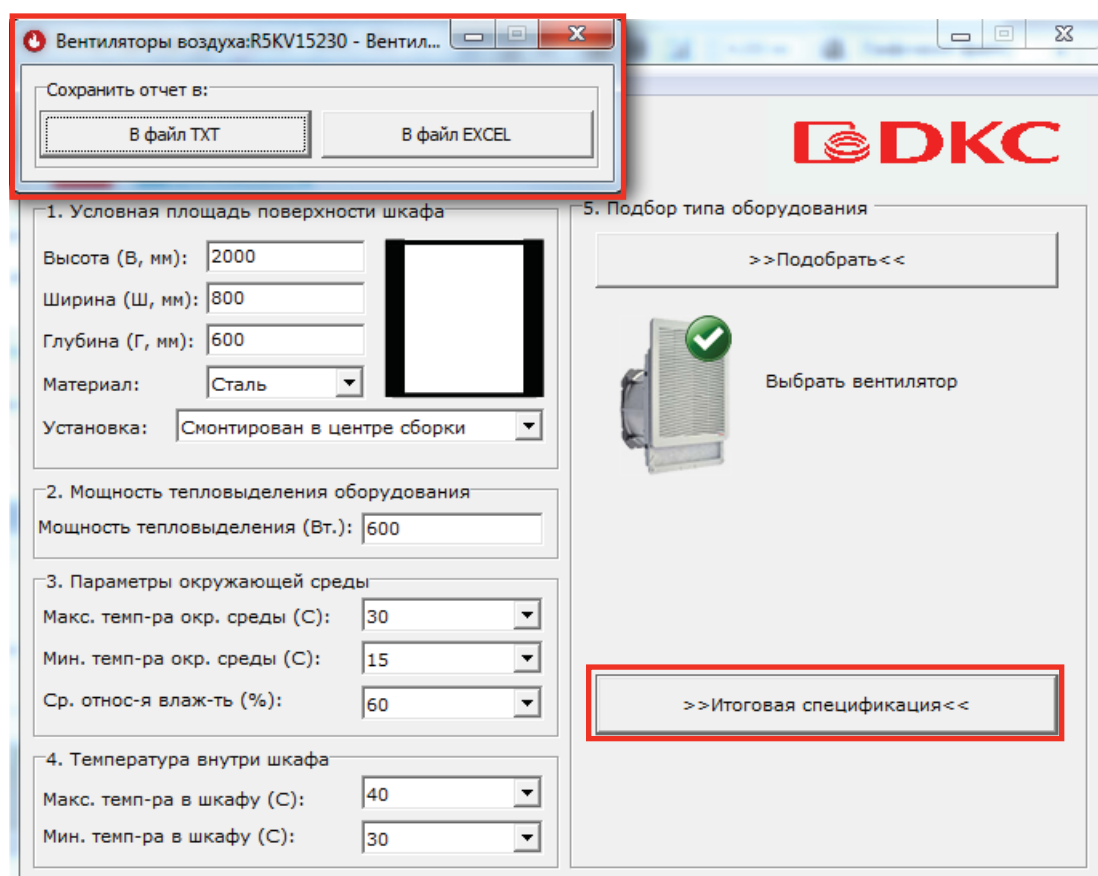 Вентиляторы воздуха:R5KV15230 - Вентил...
Сохранить отчет в:
В файл TXT
В файл EXCEL
DKC
1. Условная площадь поверхности шкафа
Высота (В, мм): 2000
Ширина (Ш, мм): 800
Глубина (Г, мм): 600
Материал: Сталь
Установка: Смонтирован в центре сборки
2. Мощность тепловыделения оборудования
Мощность тепловыделения (Вт.): 600
3. Параметры окружающей среды
Макс. темп-ра окр. среды (C): 30
Мин. темп-ра окр. среды (C): 15
Ср. относ-я влаж-ть (%): 60
4. Температура внутри шкафа
Макс. темп-ра в шкафу (C): 40
Мин. темп-ра в шкафу (C): 30
5. Подбор типа оборудования
>>Подобрать<<
Выбрать вентилятор
>>Итоговая спецификация<<